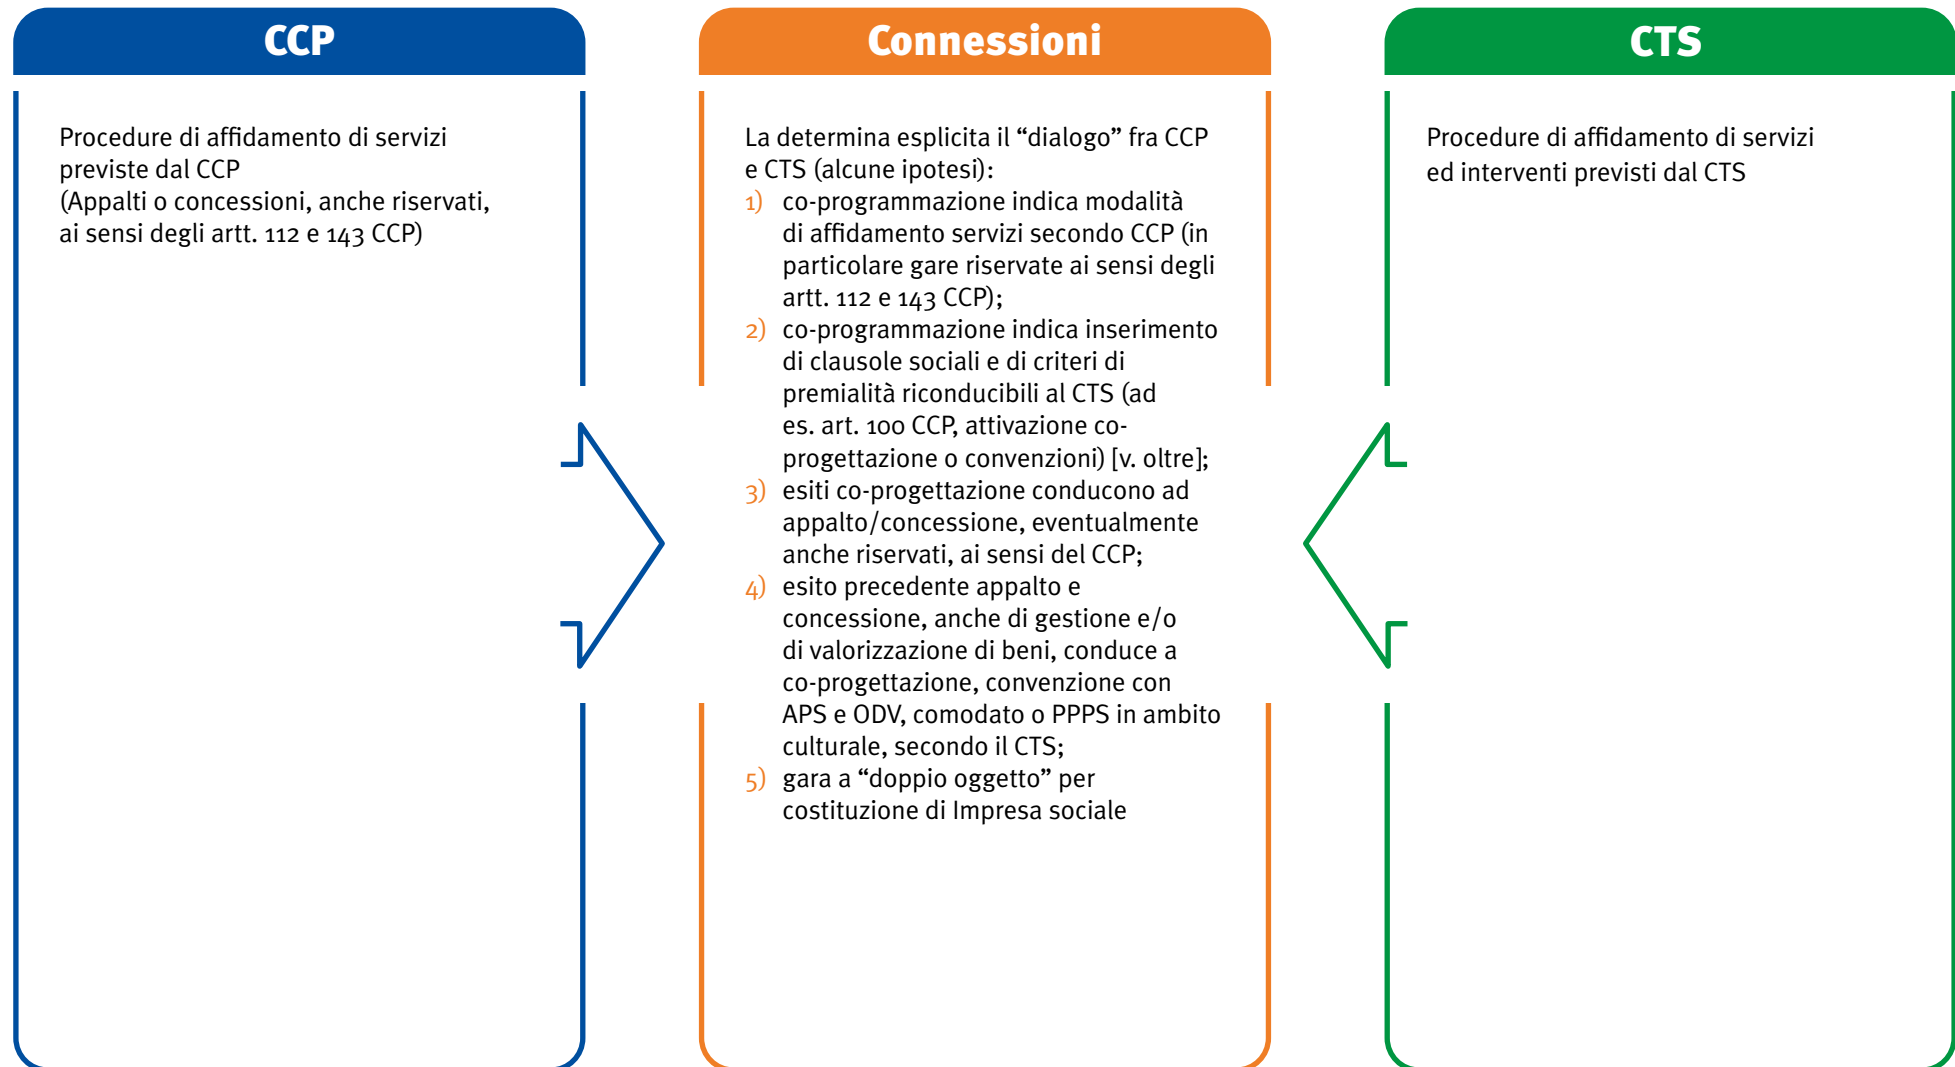 CCP
Procedure di affidamento di servizi
previste dal CCP
(Appalti o concessioni, anche riservati,
ai sensi degli artt. 112 e 143 CCP)
Connessioni
La determina esplicita il “dialogo” fra CCP
e CTS (alcune ipotesi):
1) co-programmazione indica modalità
di affidamento servizi secondo CCP (in
particolare gare riservate ai sensi degli
artt. 112 e 143 CCP);
2) co-programmazione indica inserimento
di clausole sociali e di criteri di
premialità riconducibili al CTS (ad
es. art. 100 CCP, attivazione co-
progettazione o convenzioni) [v. oltre];
3) esiti co-progettazione conducono ad
appalto/concessione, eventualmente
anche riservati, ai sensi del CCP;
4) esito precedente appalto e
concessione, anche di gestione e/o
di valorizzazione di beni, conduce a
co-progettazione, convenzione con
APS e ODV, comodato o PPPS in ambito
culturale, secondo il CTS;
5) gara a “doppio oggetto” per
costituzione di Impresa sociale
CTS
Procedure di affidamento di servizi
ed interventi previsti dal CTS